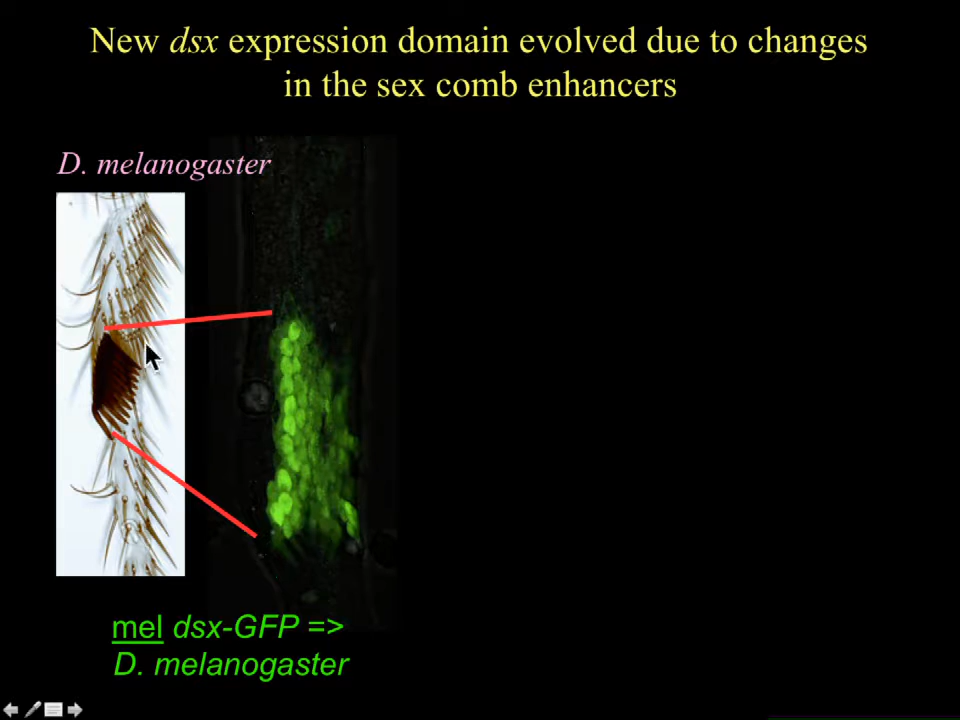 New dsx expression domain evolved due to changes
in the sex comb enhancers
D. melanogaster
mel dsx-GFP =>
D. melanogaster